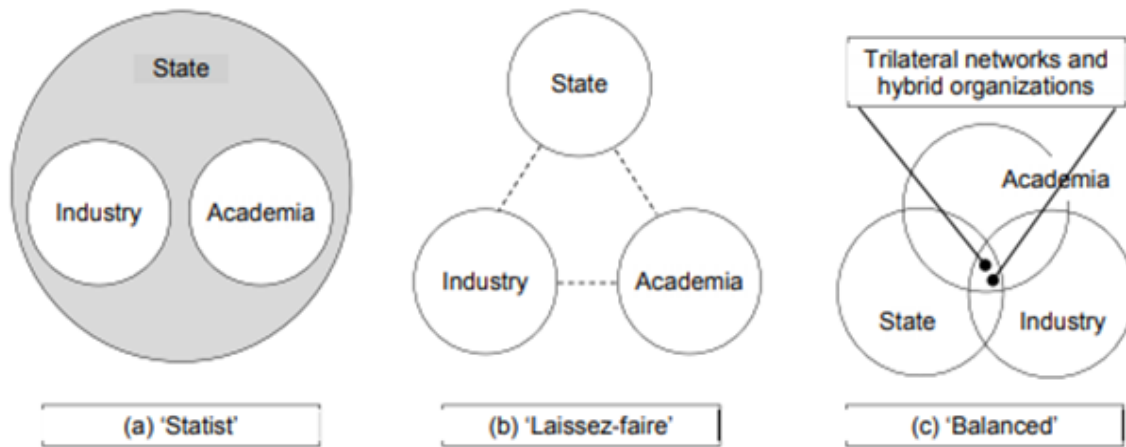 State
Industry
Academia
(a) ‘Statist’
State
Industry
Academia
(b) ‘Laissez-faire’
Trilateral networks and
hybrid organizations
Academia
State
Industry
(c) ‘Balanced’